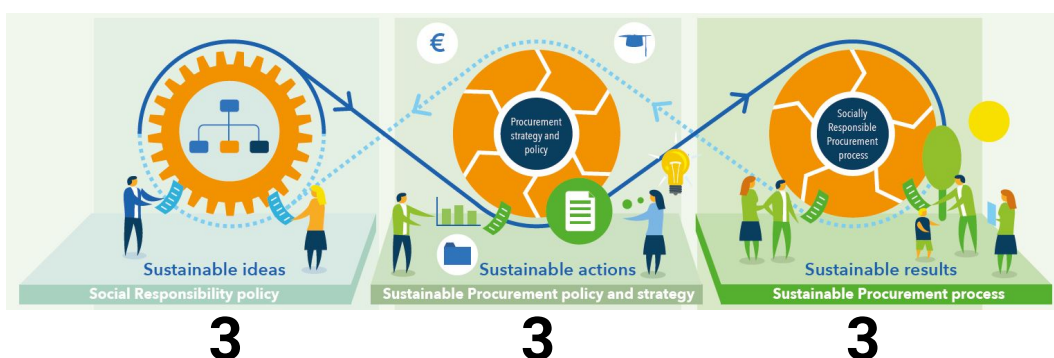 €
Procurement
strategy and
policy
Socially
Responsible
Procurement
process
Sustainable ideas
Sustainable actions
Sustainable results
Social Responsibility policy
Sustainable Procurement policy and strategy
Sustainable Procurement process
3
3
3